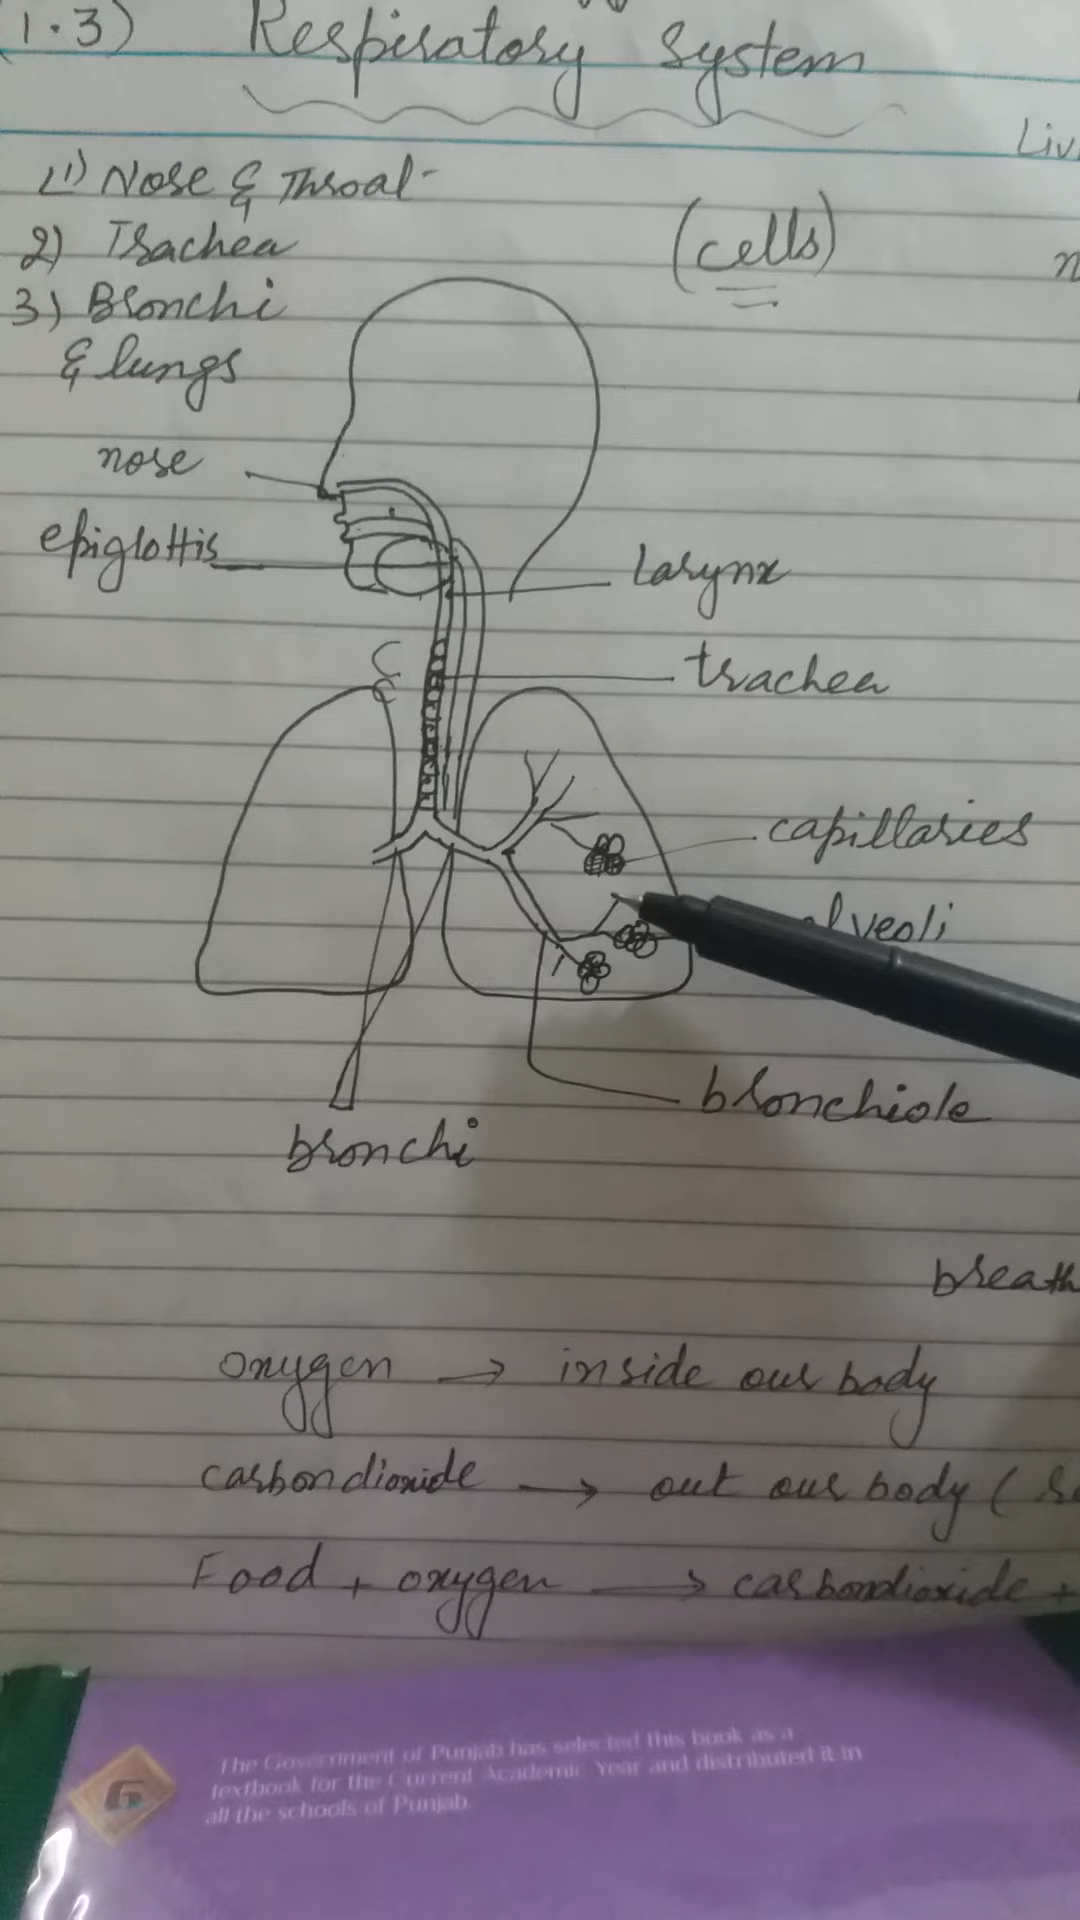 1.3) Respiratory System
Liv
1) Nose & Throat
2) Trachea
(cells)
n
3) Bronchi
& lungs
nose
epiglottis
Larynx
trachea
capillaries
alveoli
bronchiole
bronchi
breath
oxygen → inside our body
carbondioxide → out our body (
Food + oxygen → carbondioxide +
The Government of Punjab has selected this book as a
textbook for the Current Academic Year and distributed it in
all the schools of Punjab.
G